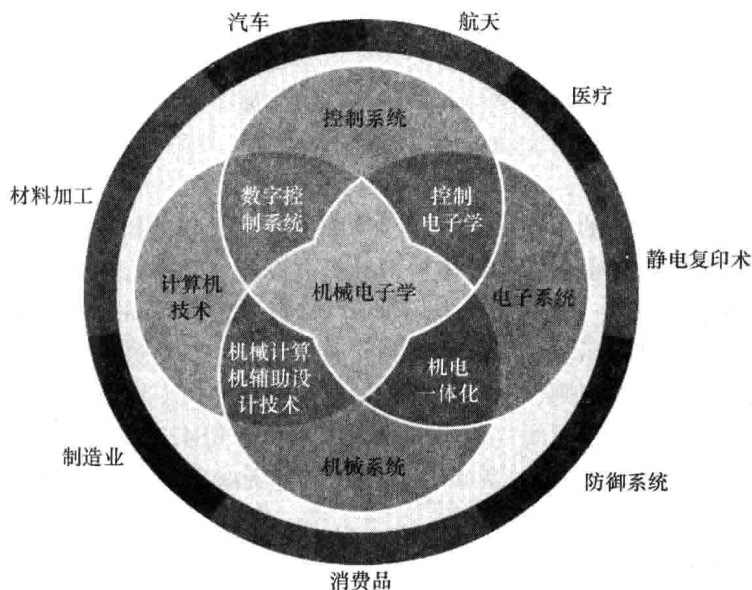 汽车
航天
医疗
控制系统
材料加工
数字控
制系统
控制
电子学
静电复印术
计算机
技术
机械电子学
电子系统
机械计算
机辅助设
计技术
机电
一体化
制造业
机械系统
防御系统
消费品